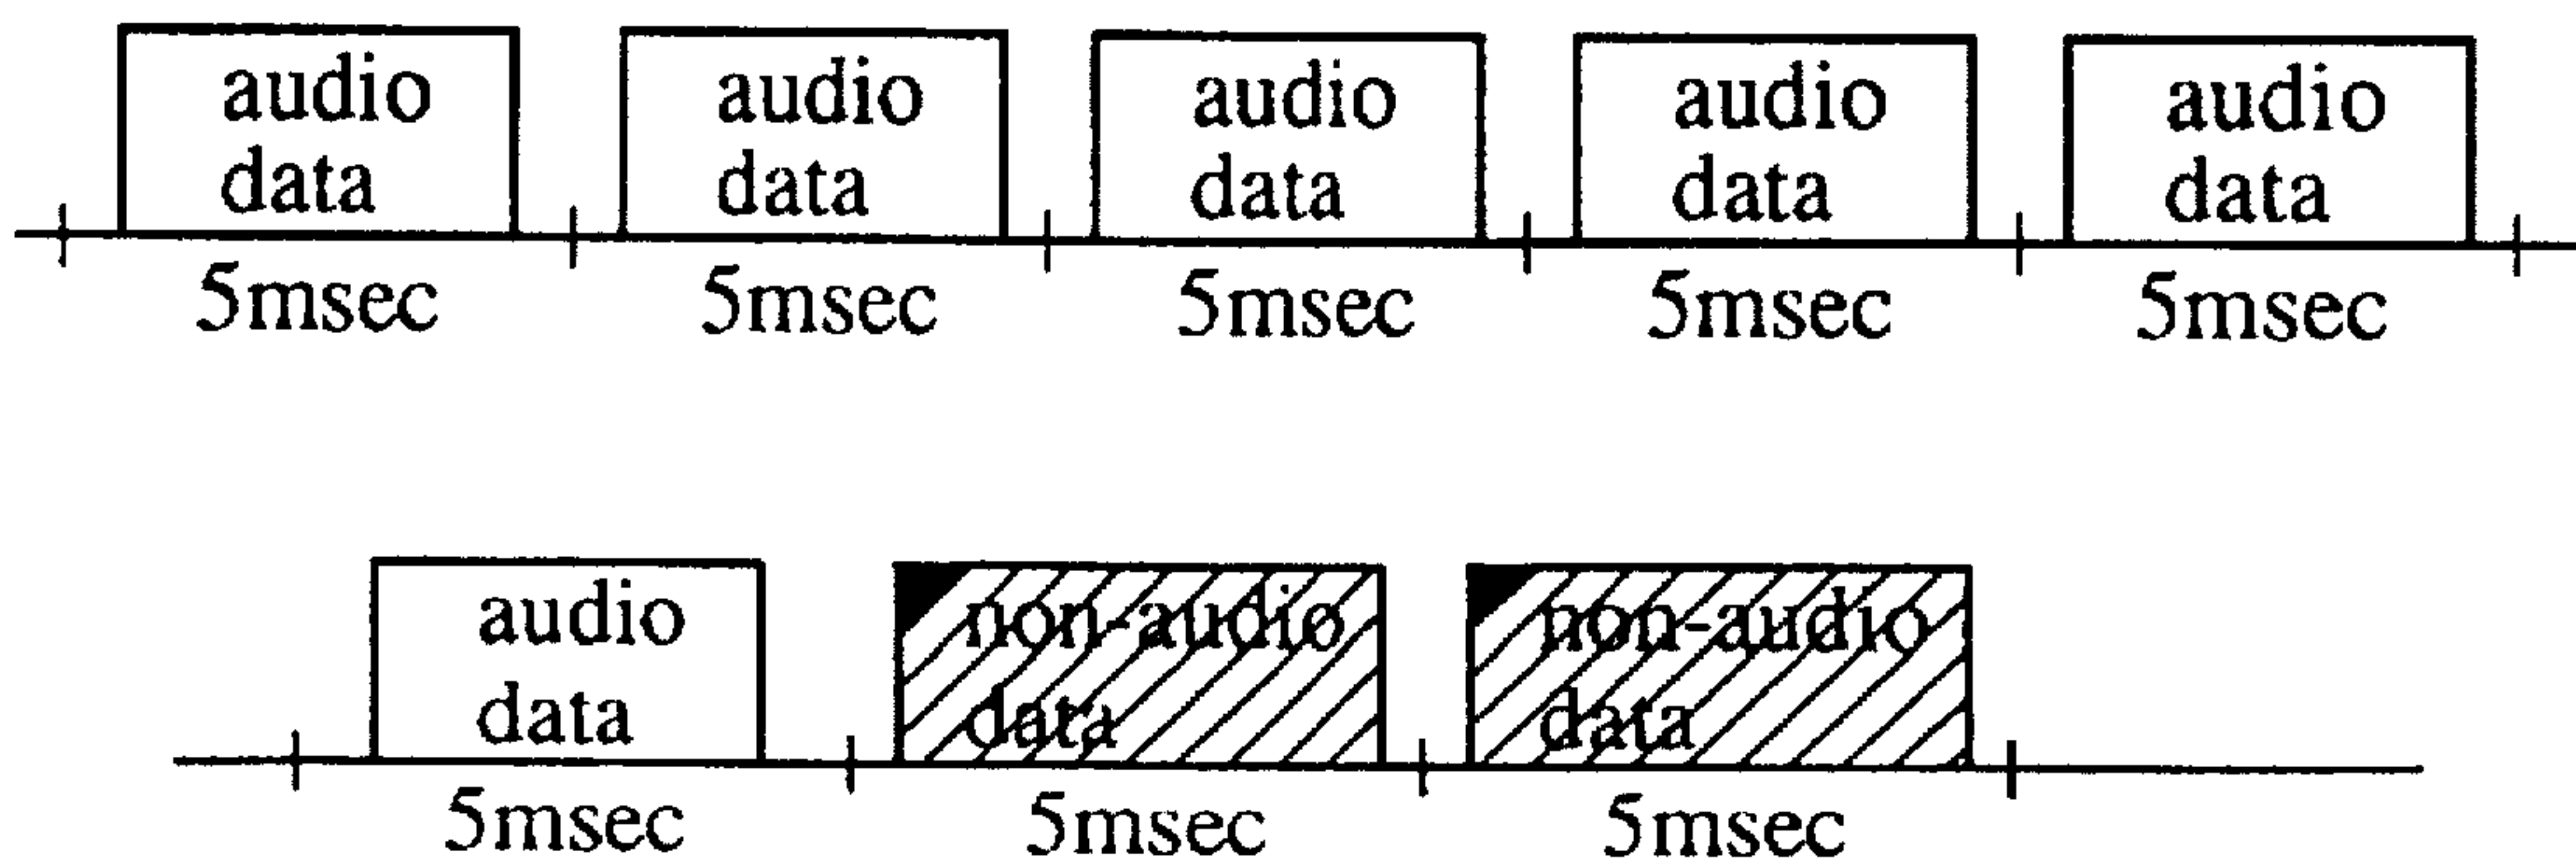 audio audio audio audio audio
data data data data data
5msec 5msec 5msec 5msec 5msec
audio non-audio non-audio
data data data
5msec 5msec 5msec